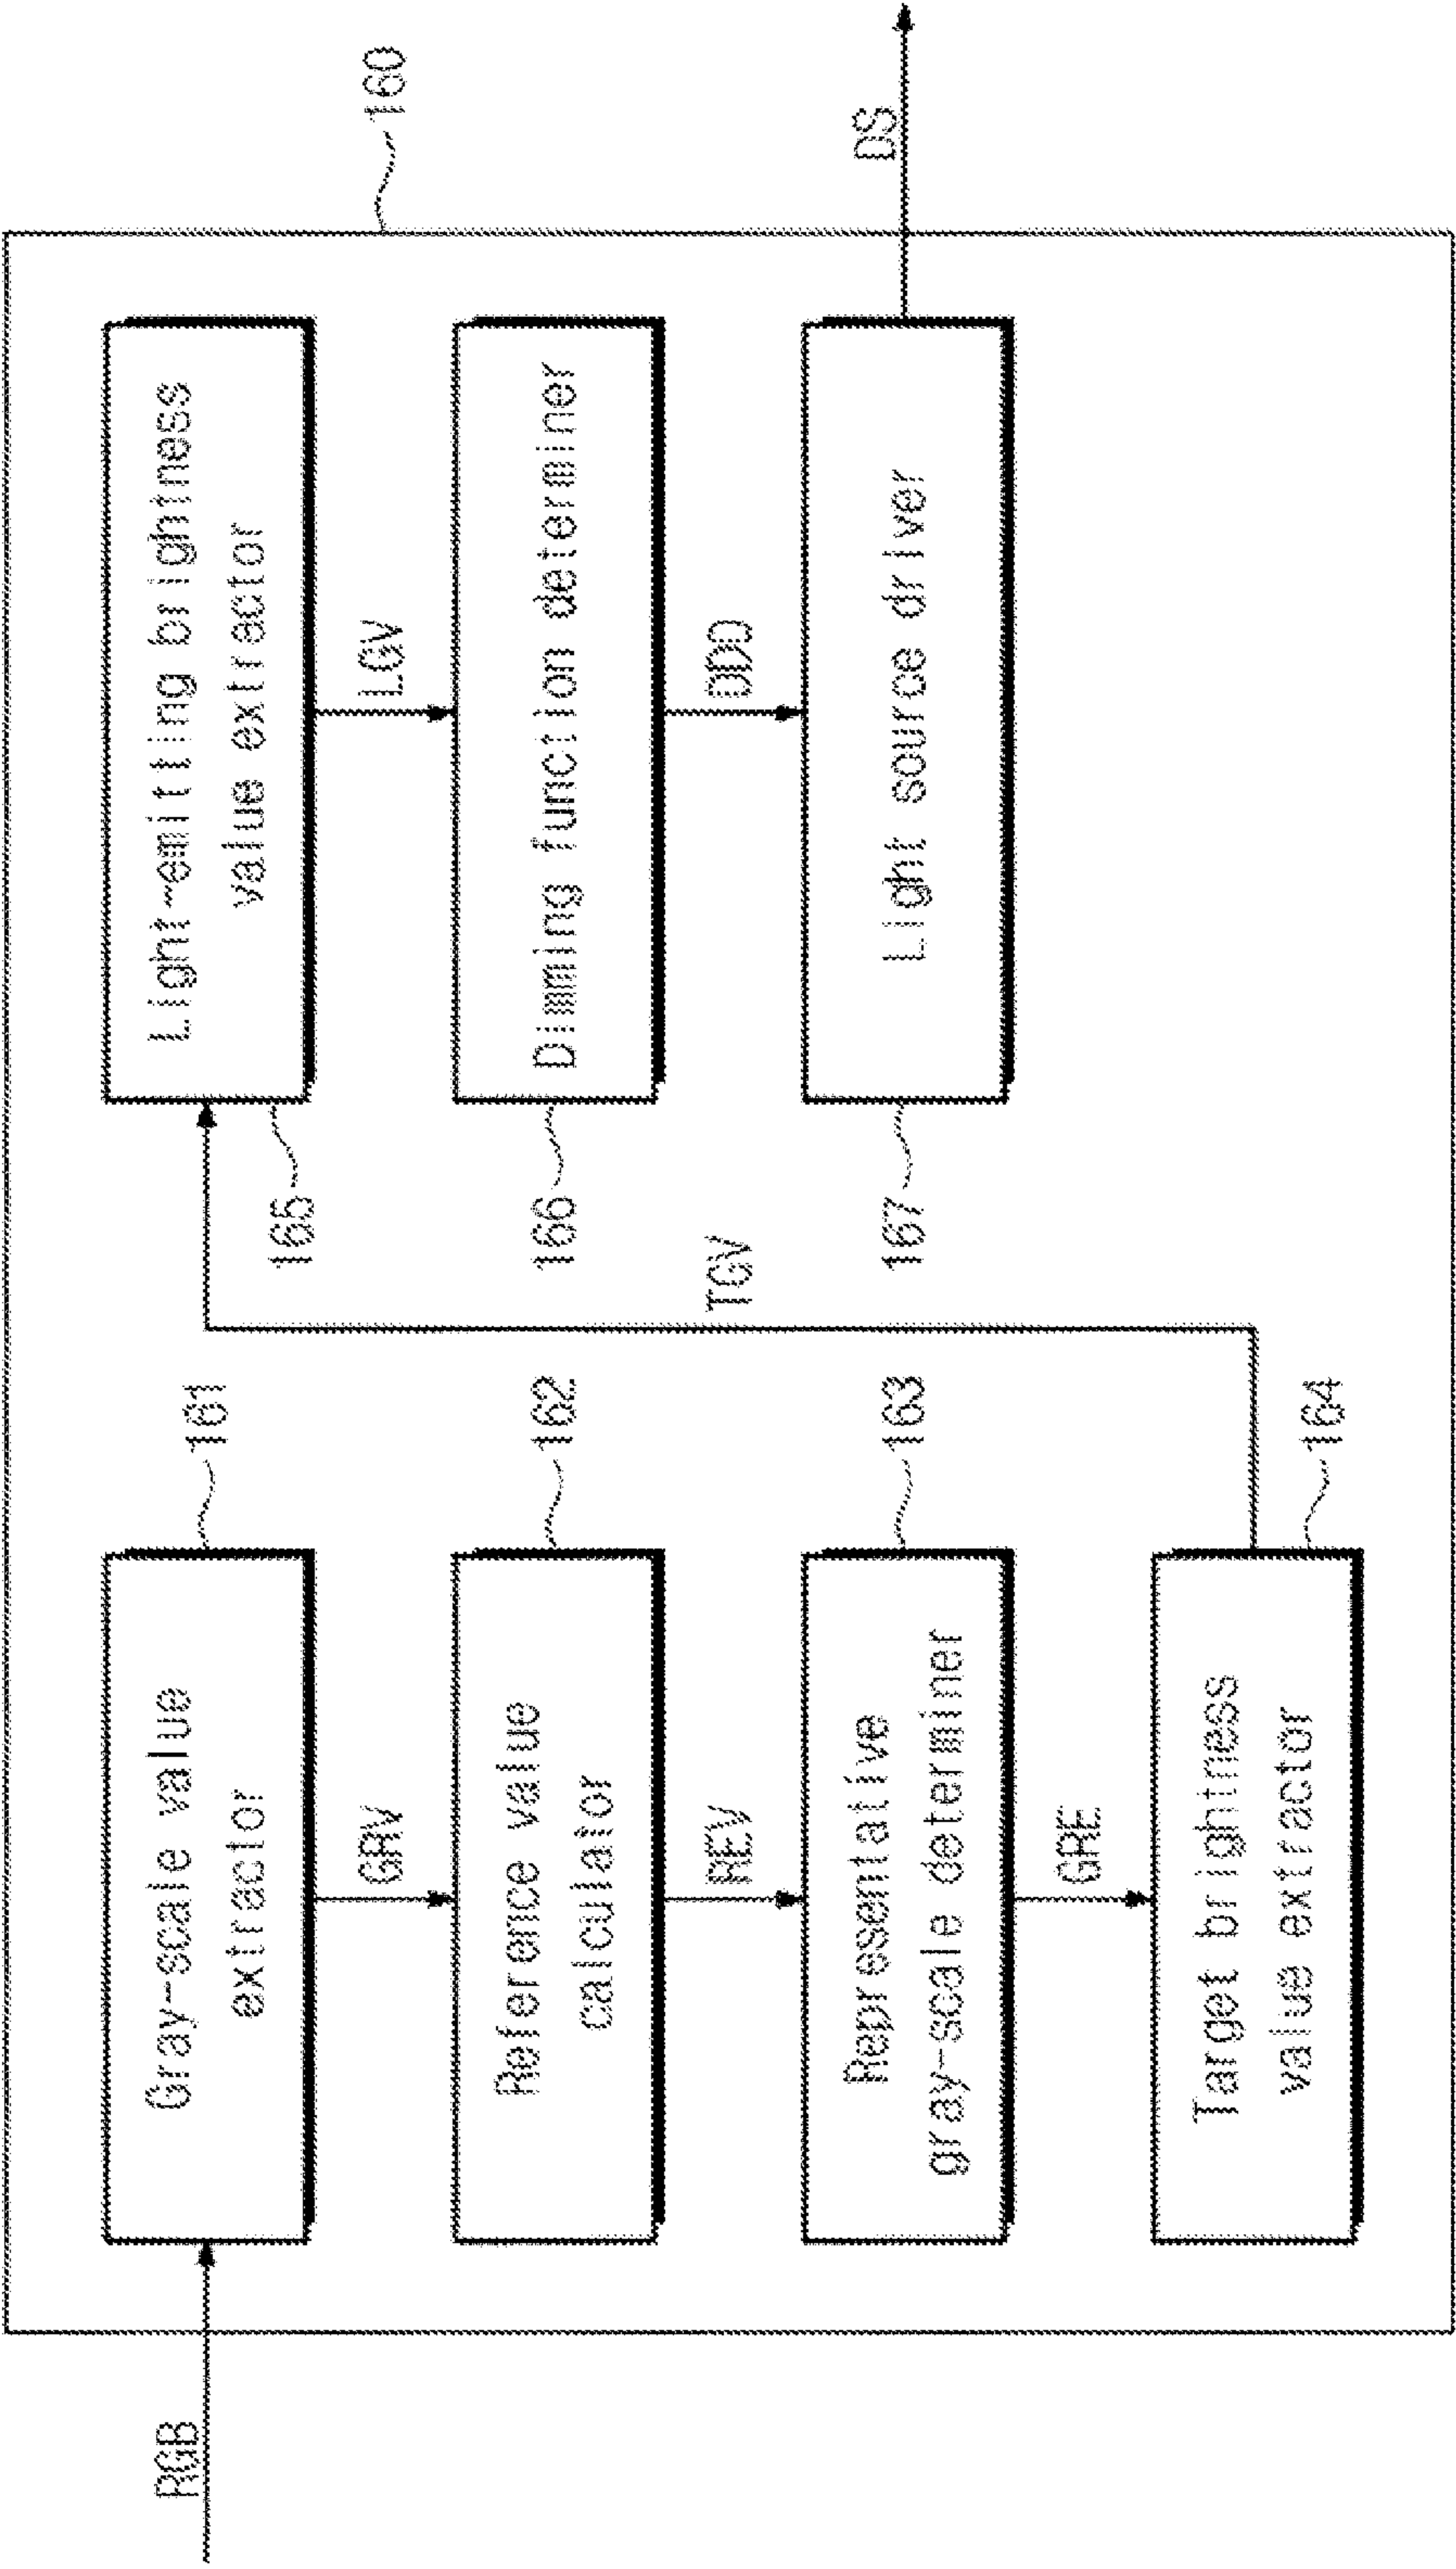 160
RGB
Gray-scale value
extractor
161
GRV
Reference value
calculator
162
REV
Repressentative
gray-scale determiner
163
GRE
Target brightness
value extractor
164
TGV
Light-emitting brightness
value extractor
165
LGV
Dimming function determiner
166
DDD
Light source driver
167
DS